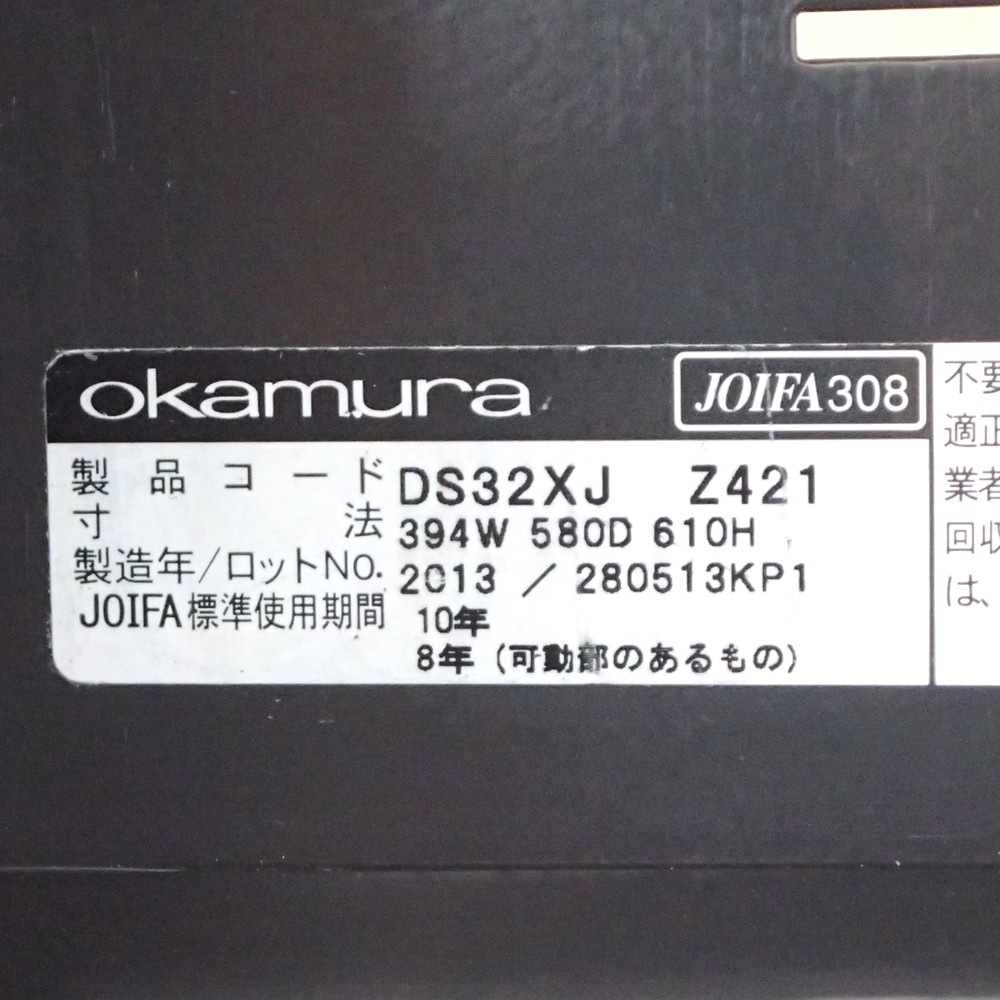 okamura JOIFA308
製品コード DS32XJ Z421
寸法 394W 580D 610H
製造年/ロットNo. 2013 / 280513KP1
JOIFA標準使用期間 10年
8年 (可動部のあるもの)
不要
適正
業者
回収
は、